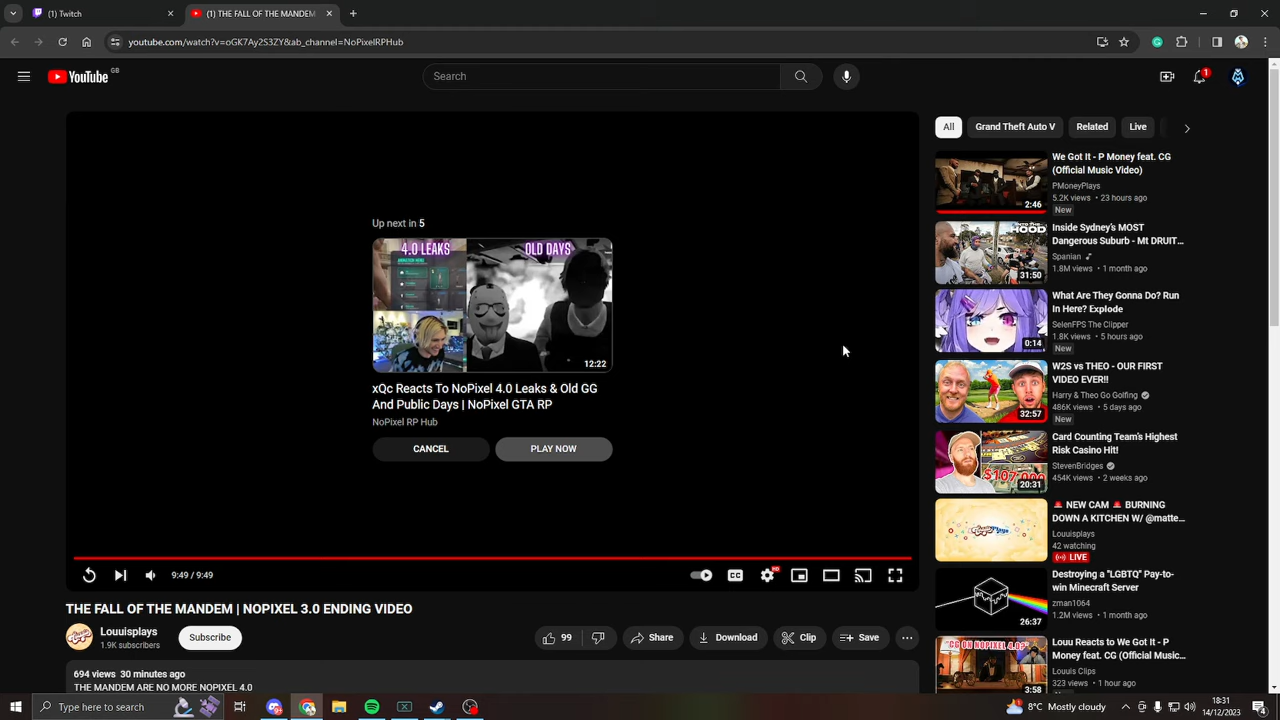 (1) Twitch
(1) THE FALL OF THE MANDEM
youtube.com/watch?v=oGK7Ay2S3ZY&ab_channel=NoPixelRPHub
YouTube GB
Search
1
All
Grand Theft Auto V
Related
Live
Up next in 5
4.0 LEAKS
OLD DAYS
12:22
xQc Reacts To NoPixel 4.0 Leaks & Old GG
And Public Days | NoPixel GTA RP
NoPixel RP Hub
CANCEL
PLAY NOW
9:49 / 9:49
CC
HD
THE FALL OF THE MANDEM | NOPIXEL 3.0 ENDING VIDEO
Louuisplays
1.9K subscribers
Subscribe
99
Share
Download
Clip
Save
694 views 30 minutes ago
THE MANDEM ARE NO MORE NOPIXEL 4.0
2:46
We Got It - P Money feat. CG
(Official Music Video)
PMoneyPlays
5.2K views • 23 hours ago
New
HOOD
31:50
Inside Sydney's MOST
Dangerous Suburb - Mt DRUIT...
Spanian
1.8M views • 1 month ago
0:14
What Are They Gonna Do? Run
In Here? Explode
SelenFPS The Clipper
1.8K views • 5 hours ago
New
32:57
W2S vs THEO - OUR FIRST
VIDEO EVER!!
Harry & Theo Go Golfing
486K views • 5 days ago
New
$107,000
20:31
Card Counting Team's Highest
Risk Casino Hit!
StevenBridges
454K views • 2 weeks ago
🚨 NEW CAM 🚨 BURNING
DOWN A KITCHEN W/ @matte...
Louuisplays
42 watching
LIVE
26:37
Destroying a "LGBTQ" Pay-to-
win Minecraft Server
zman1064
1.2M views • 1 month ago
"CG ON NOPIXEL 4.0?"
3:58
Louu Reacts to We Got It - P
Money feat. CG (Official Music...
Louuis Clips
323 views • 1 hour ago
Type here to search
8°C Mostly cloudy
18:31
14/12/2023